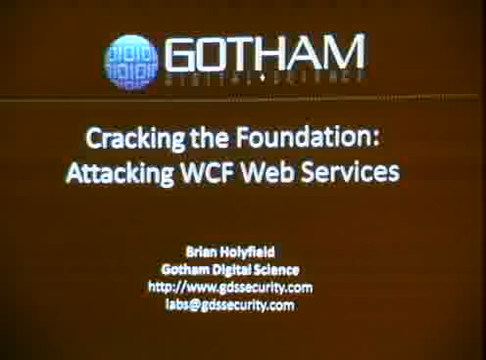 GOTHAM
DIGITAL SCIENCE
Cracking the Foundation:
Attacking WCF Web Services
Brian Holyfield
Gotham Digital Science
http://www.gdssecurity.com
labs@gdssecurity.com